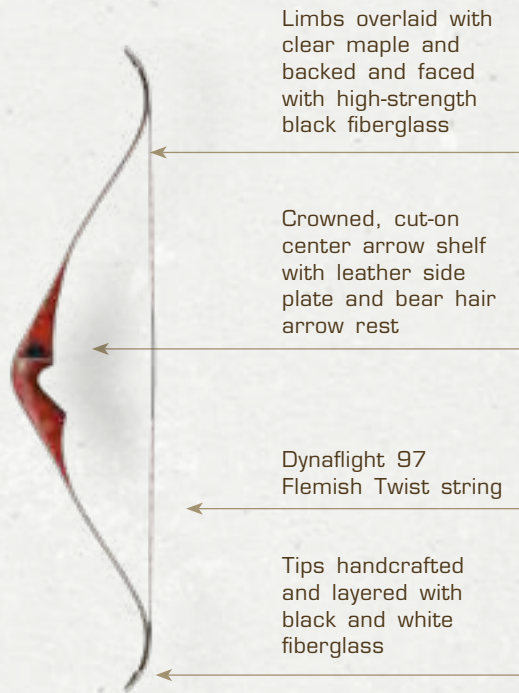 Limbs overlaid with
clear maple and
backed and faced
with high-strength
black fiberglass
Crowned, cut-on
center arrow shelf
with leather side
plate and bear hair
arrow rest
Dynaflight 97
Flemish Twist string
Tips handcrafted
and layered with
black and white
fiberglass